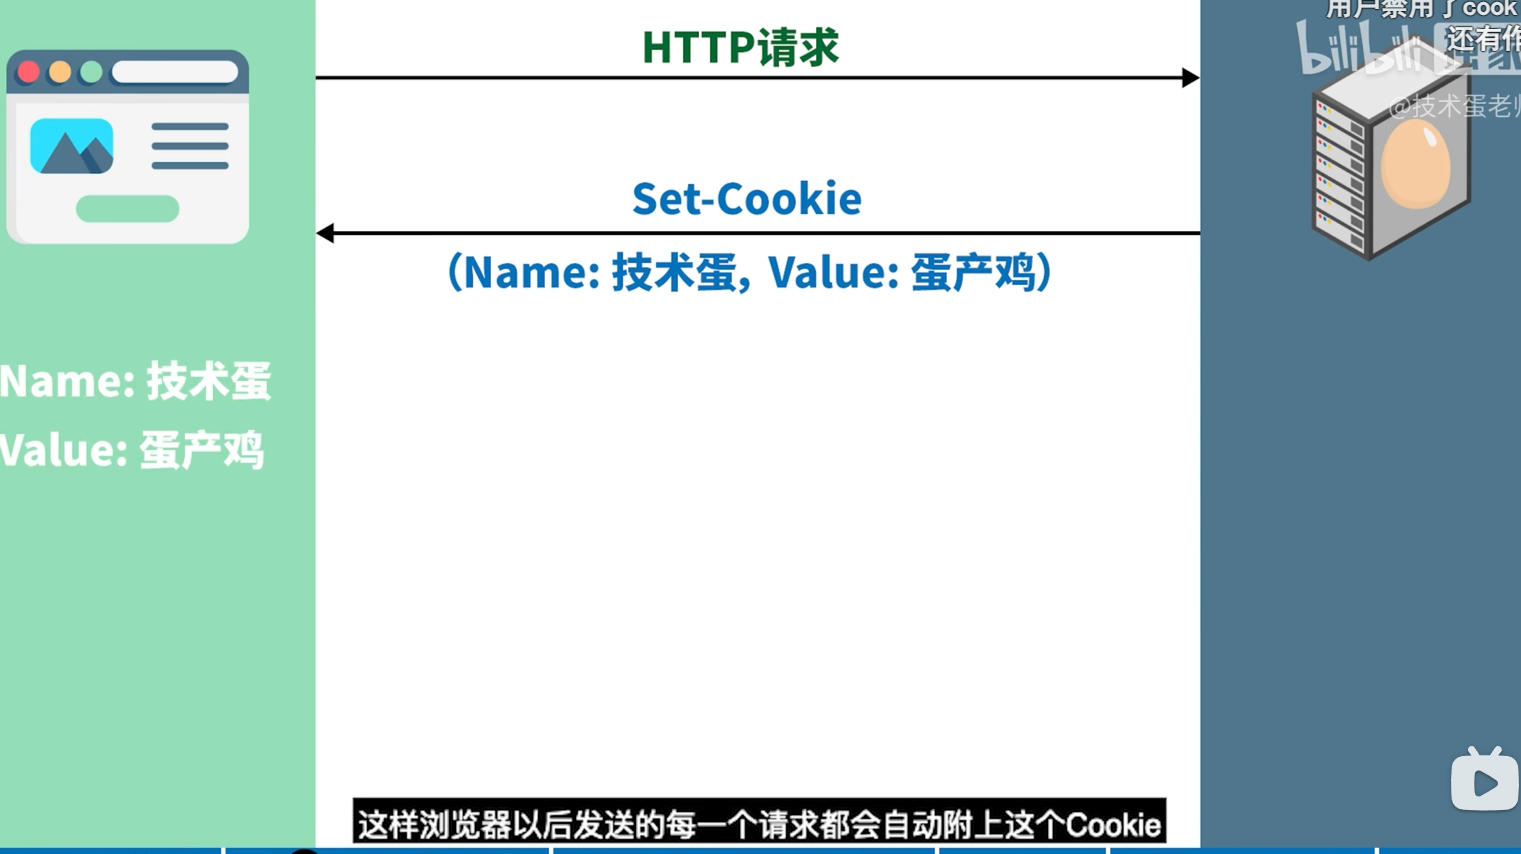 用户禁用了cook
还有作
bilibili
@技术蛋老师
HTTP请求
Set-Cookie
（Name: 技术蛋, Value: 蛋产鸡）
Name: 技术蛋
Value: 蛋产鸡
这样浏览器以后发送的每一个请求都会自动附上这个Cookie